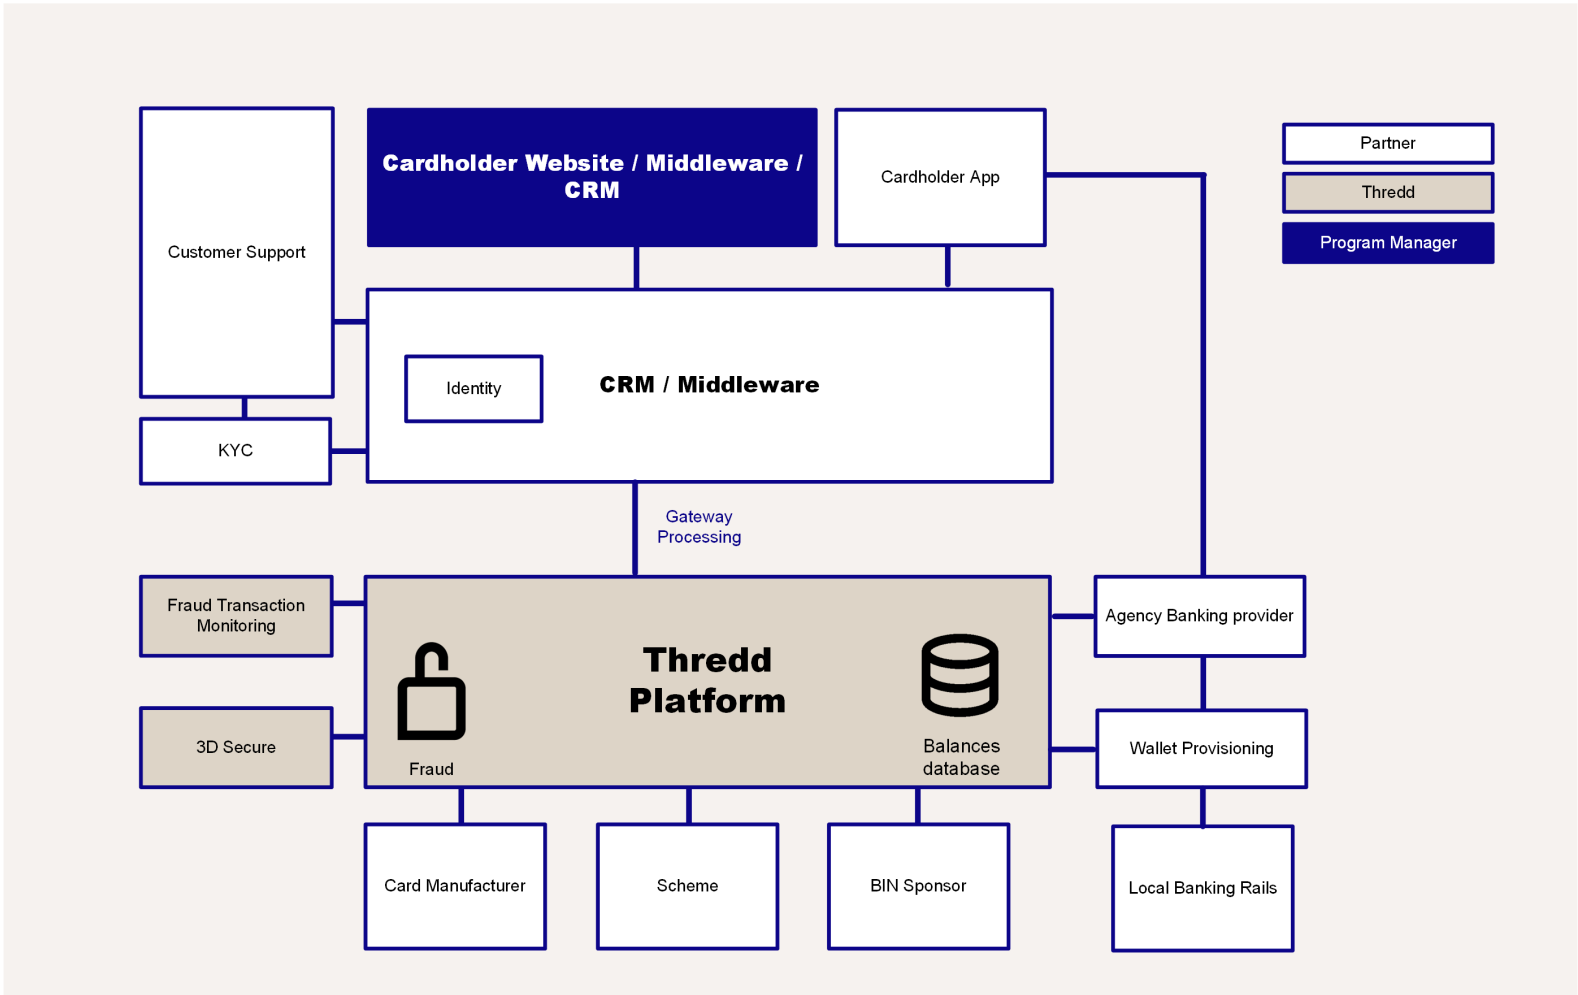 Cardholder Website / Middleware /
CRM
Cardholder App
Customer Support
Partner
Thredd
Program Manager
Identity
CRM / Middleware
KYC
Gateway
Processing
Fraud Transaction
Monitoring
3D Secure
Thredd
Platform
Fraud
Balances
database
Agency Banking provider
Wallet Provisioning
Card Manufacturer
Scheme
BIN Sponsor
Local Banking Rails